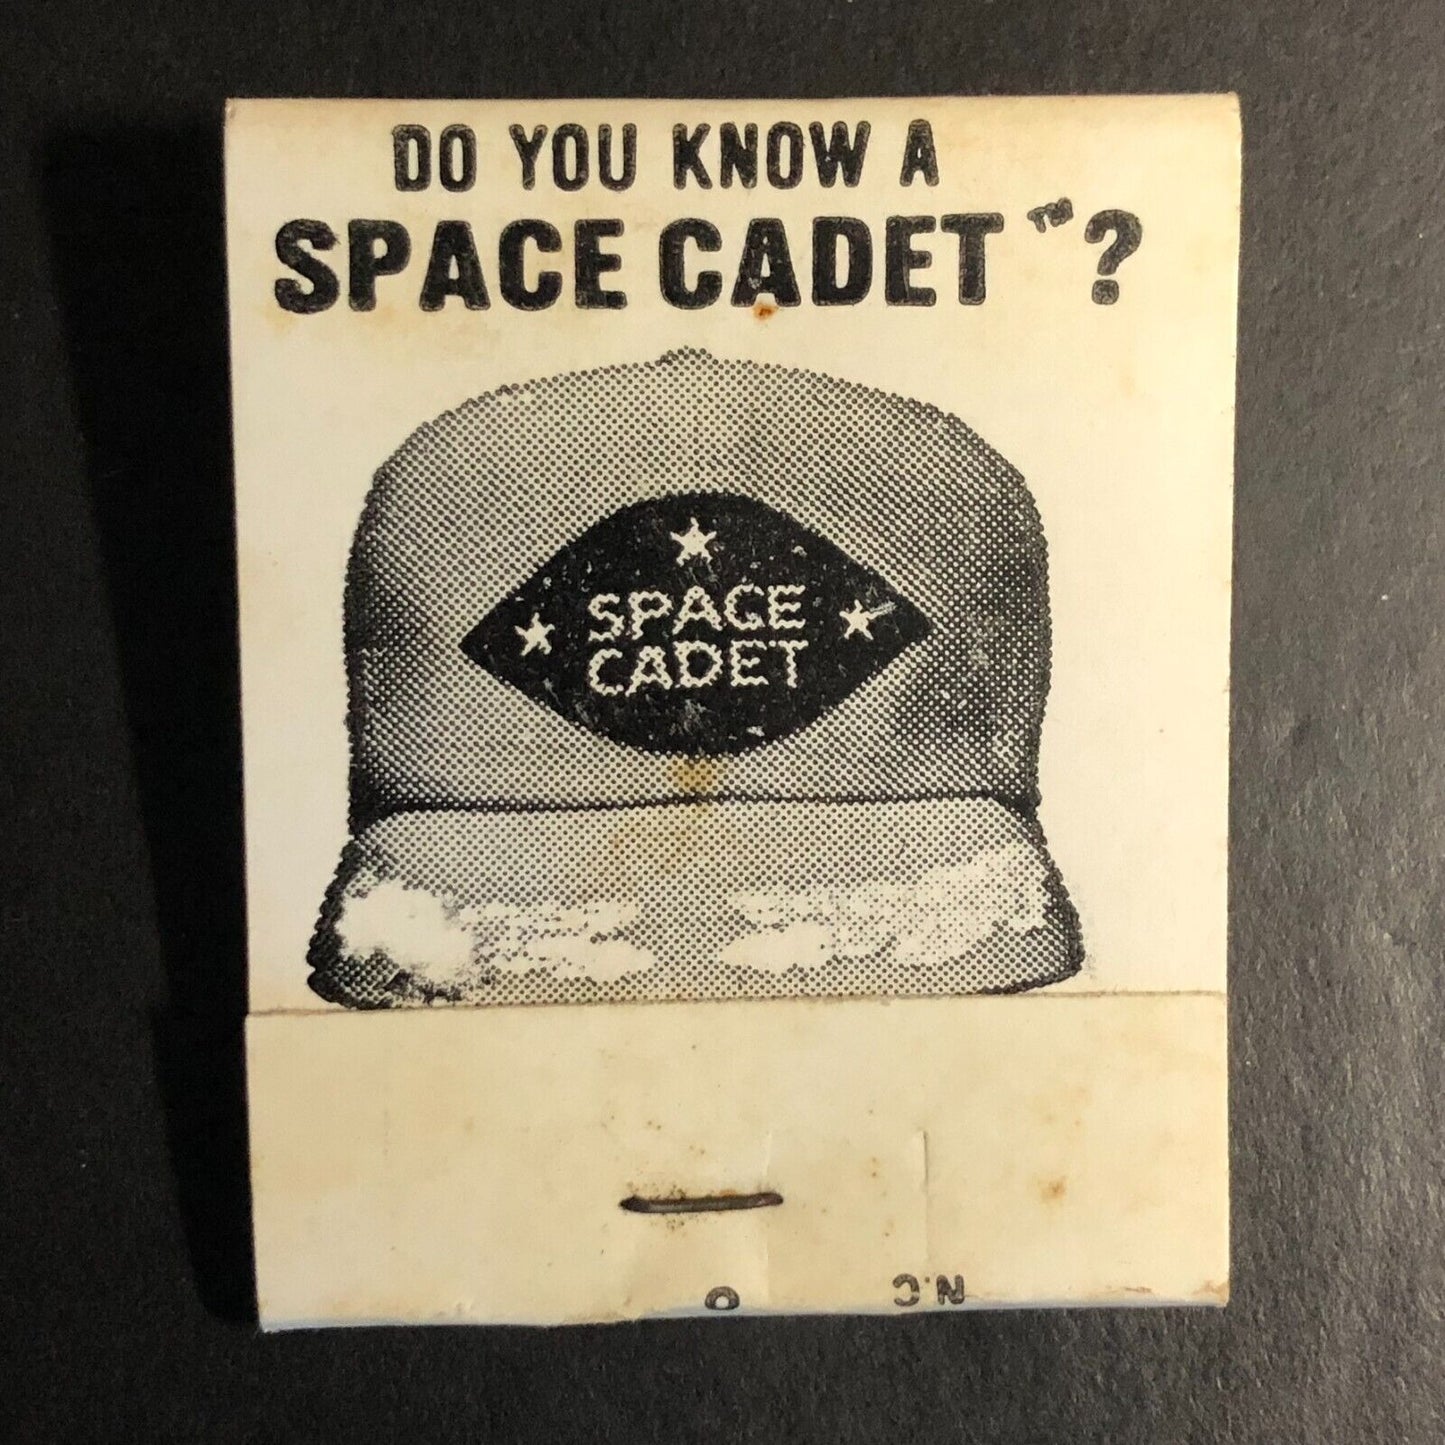 DO YOU KNOW A
SPACE CADET™?
SPACE
CADET
N.C.